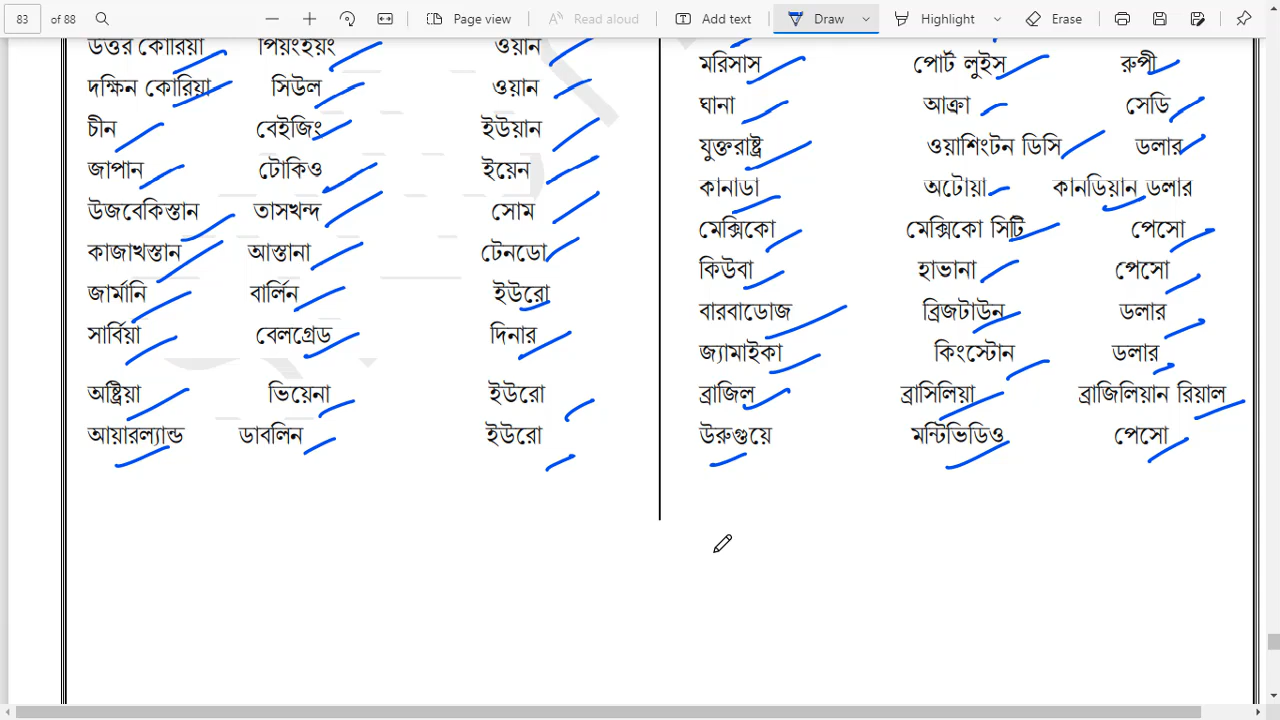 83 of 88 Page view Read aloud Add text Draw Highlight Erase
উত্তর কোরিয়া পিয়ংইয়ং ওয়ান
দক্ষিন কোরিয়া সিউল ওয়ান
চীন বেইজিং ইউয়ান
জাপান টোকিও ইয়েন
উজবেকিস্তান তাসখন্দ সোম
কাজাখস্তান আস্তানা টেনডো
জার্মানি বার্লিন ইউরো
সার্বিয়া বেলগ্রেড দিনার
অষ্ট্রিয়া ভিয়েনা ইউরো
আয়ারল্যান্ড ডাবলিন ইউরো
মরিসাস পোর্ট লুইস রুপী
ঘানা আক্রা সেডি
যুক্তরাষ্ট্র ওয়াশিংটন ডিসি ডলার
কানাডা অটোয়া কানডিয়ান ডলার
মেক্সিকো মেক্সিকো সিটি পেসো
কিউবা হাভানা পেসো
বারবাডোজ ব্রিজটাউন ডলার
জ্যামাইকা কিংস্টোন ডলার
ব্রাজিল ব্রাসিলিয়া ব্রাজিলিয়ান রিয়াল
উরুগুয়ে মন্টিভিডিও পেসো